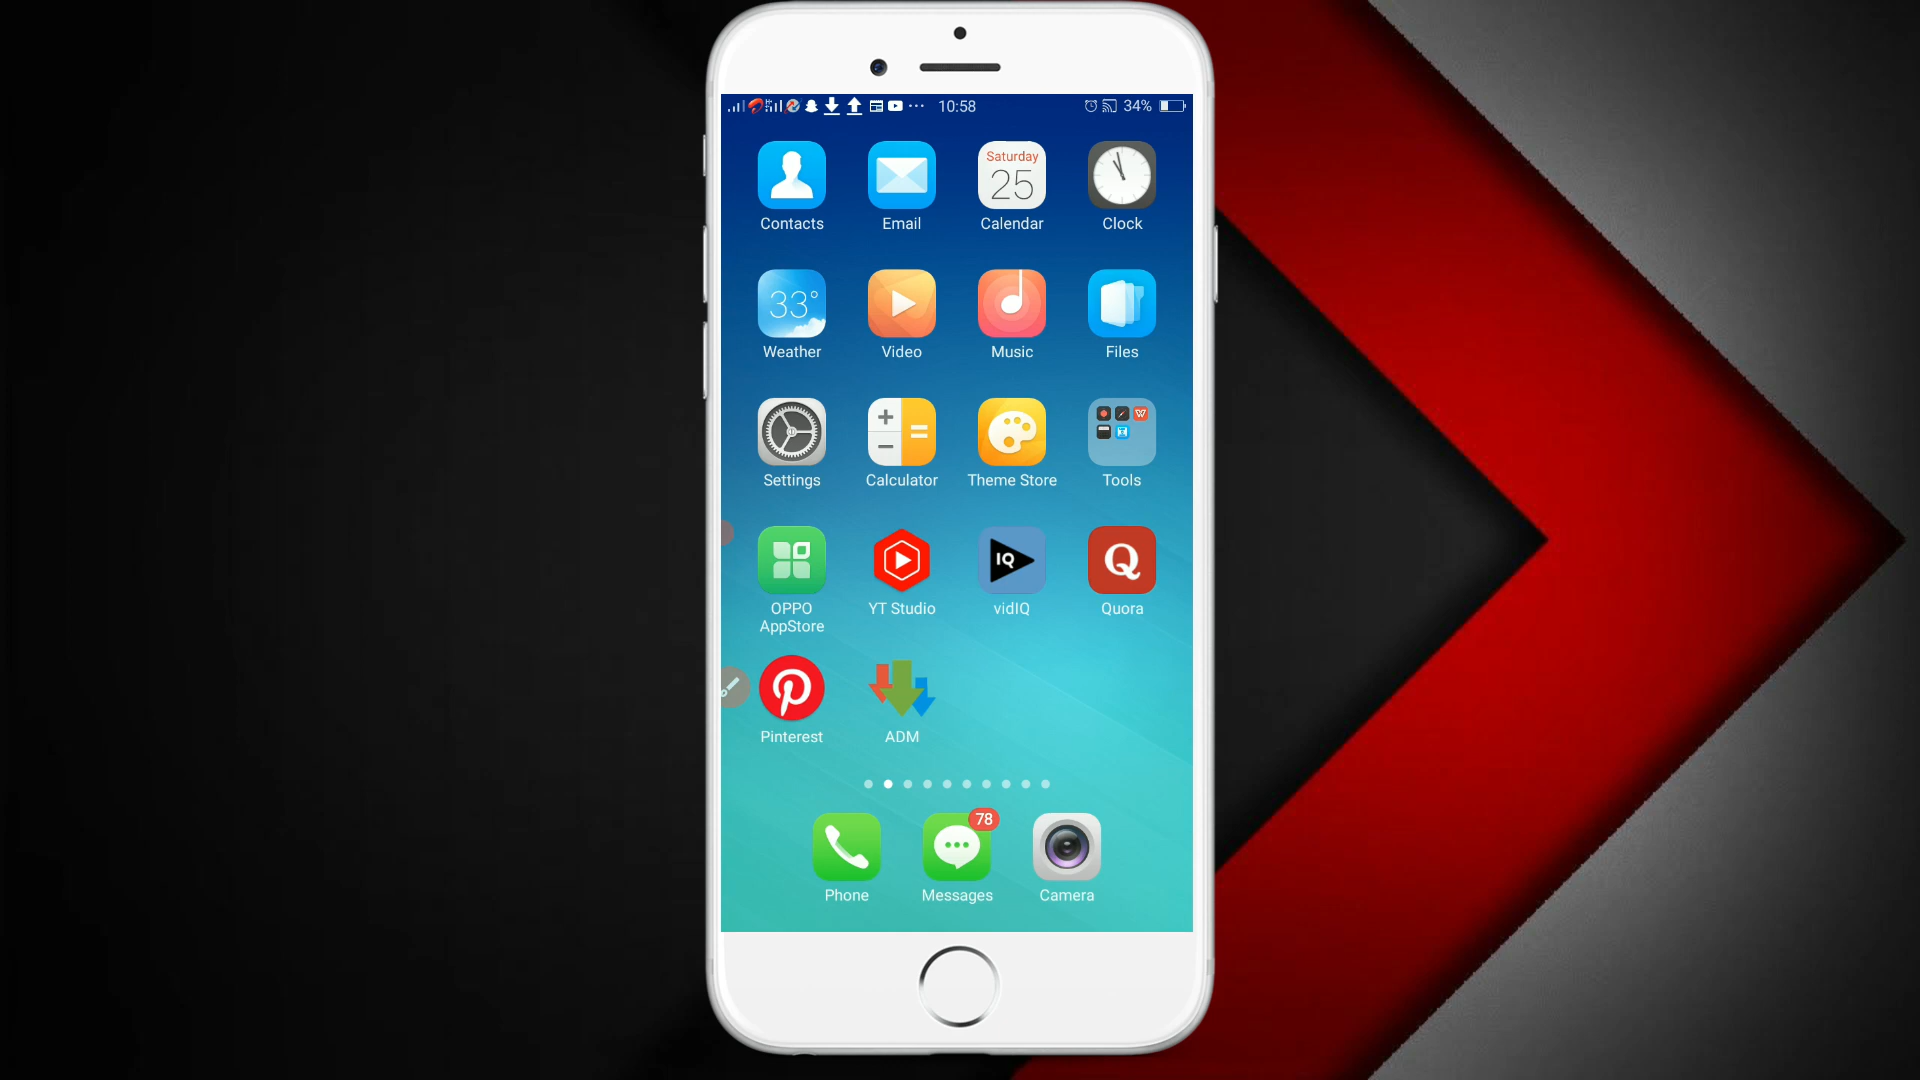 10:58 34%
Saturday
25
Contacts Email Calendar Clock
33°
Weather Video Music Files
Settings Calculator Theme Store Tools
IQ Q
OPPO AppStore YT Studio vidIQ Quora
Pinterest ADM
78
Phone Messages Camera